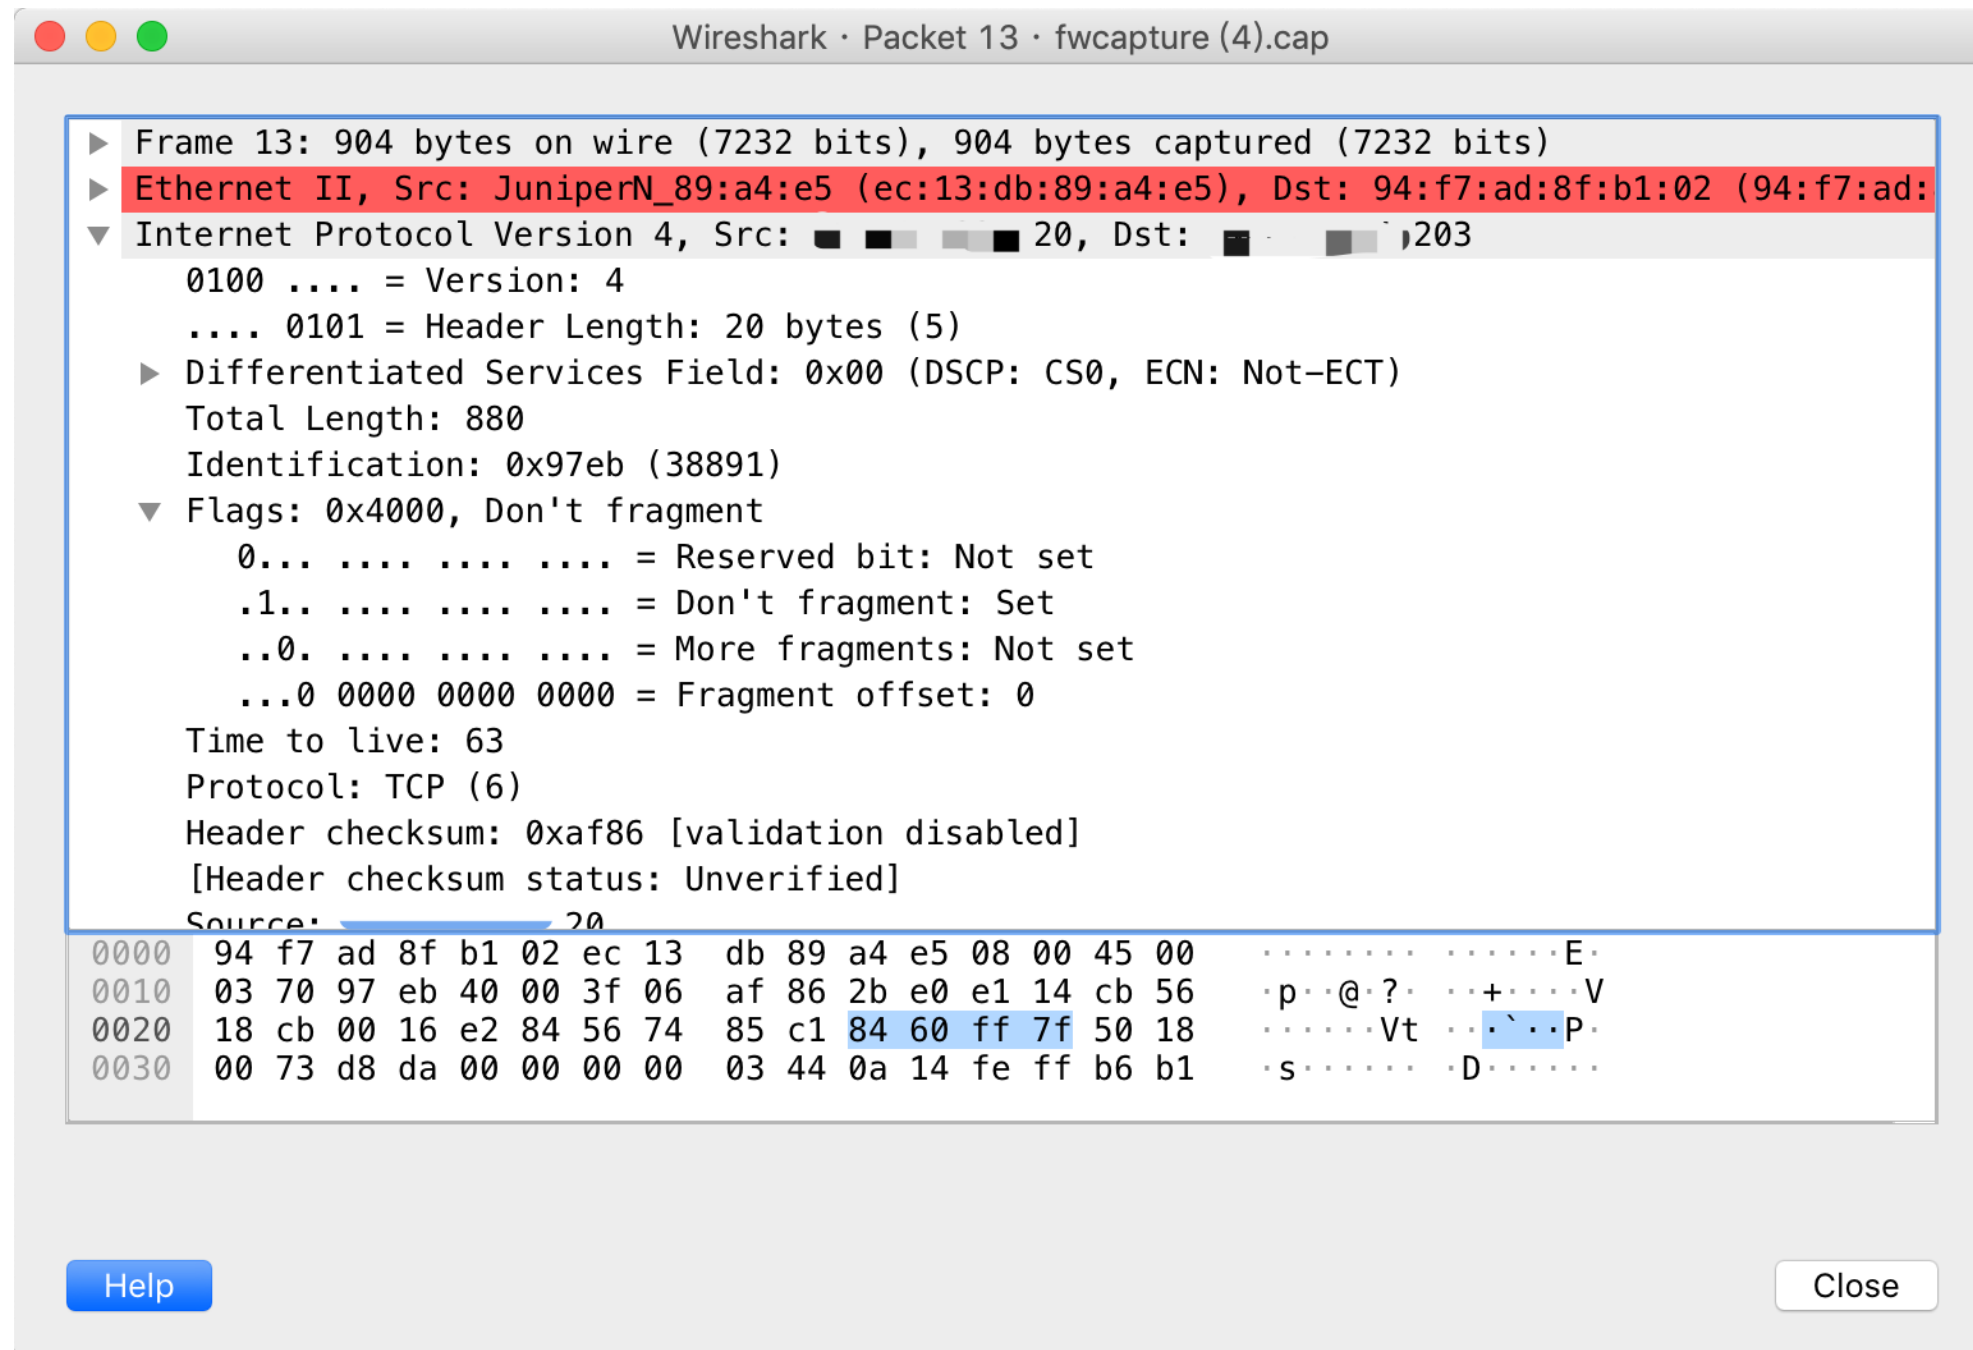 Wireshark · Packet 13 · fwcapture (4).cap
Frame 13: 904 bytes on wire (7232 bits), 904 bytes captured (7232 bits)
Ethernet II, Src: JuniperN_89:a4:e5 (ec:13:db:89:a4:e5), Dst: 94:f7:ad:8f:b1:02 (94:f7:ad:
Internet Protocol Version 4, Src: 20, Dst: 203
0100 .... = Version: 4
.... 0101 = Header Length: 20 bytes (5)
Differentiated Services Field: 0x00 (DSCP: CS0, ECN: Not-ECT)
Total Length: 880
Identification: 0x97eb (38891)
Flags: 0x4000, Don't fragment
0... .... .... .... = Reserved bit: Not set
.1.. .... .... .... = Don't fragment: Set
..0. .... .... .... = More fragments: Not set
...0 0000 0000 0000 = Fragment offset: 0
Time to live: 63
Protocol: TCP (6)
Header checksum: 0xaf86 [validation disabled]
[Header checksum status: Unverified]
Source: 20
0000 94 f7 ad 8f b1 02 ec 13 db 89 a4 e5 08 00 45 00 ········ ······E·
0010 03 70 97 eb 40 00 3f 06 af 86 2b e0 e1 14 cb 56 ·p··@·?· ··+····V
0020 18 cb 00 16 e2 84 56 74 85 c1 84 60 ff 7f 50 18 ······Vt ···`··P·
0030 00 73 d8 da 00 00 00 00 03 44 0a 14 fe ff b6 b1 ·s······ ·D······
Help
Close